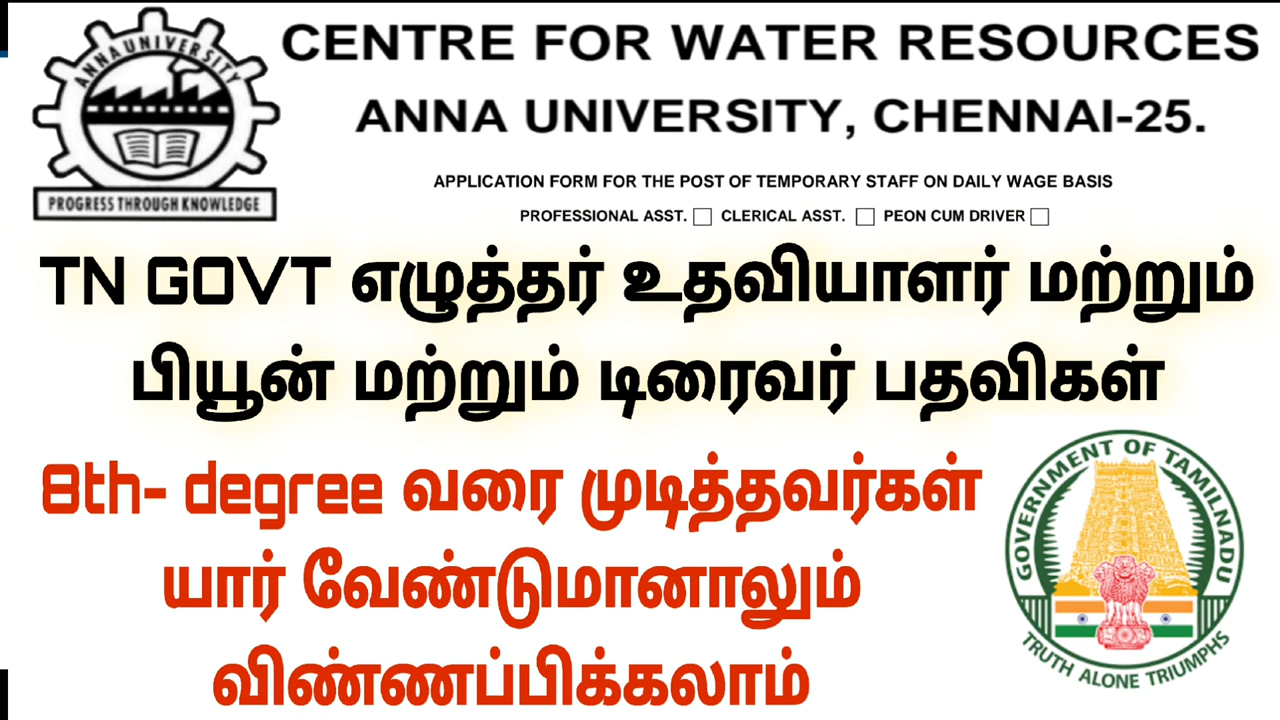 ANNA UNIVERSITY
PROGRESS THROUGH KNOWLEDGE
CENTRE FOR WATER RESOURCES
ANNA UNIVERSITY, CHENNAI-25.
APPLICATION FORM FOR THE POST OF TEMPORARY STAFF ON DAILY WAGE BASIS
PROFESSIONAL ASST. CLERICAL ASST. PEON CUM DRIVER
TN GOVT எழுத்தர் உதவியாளர் மற்றும்
பியூன் மற்றும் டிரைவர் பதவிகள்
8th- degree வரை முடித்தவர்கள்
யார் வேண்டுமானாலும்
விண்ணப்பிக்கலாம்
GOVERNMENT OF TAMILNADU
TRUTH ALONE TRIUMPHS